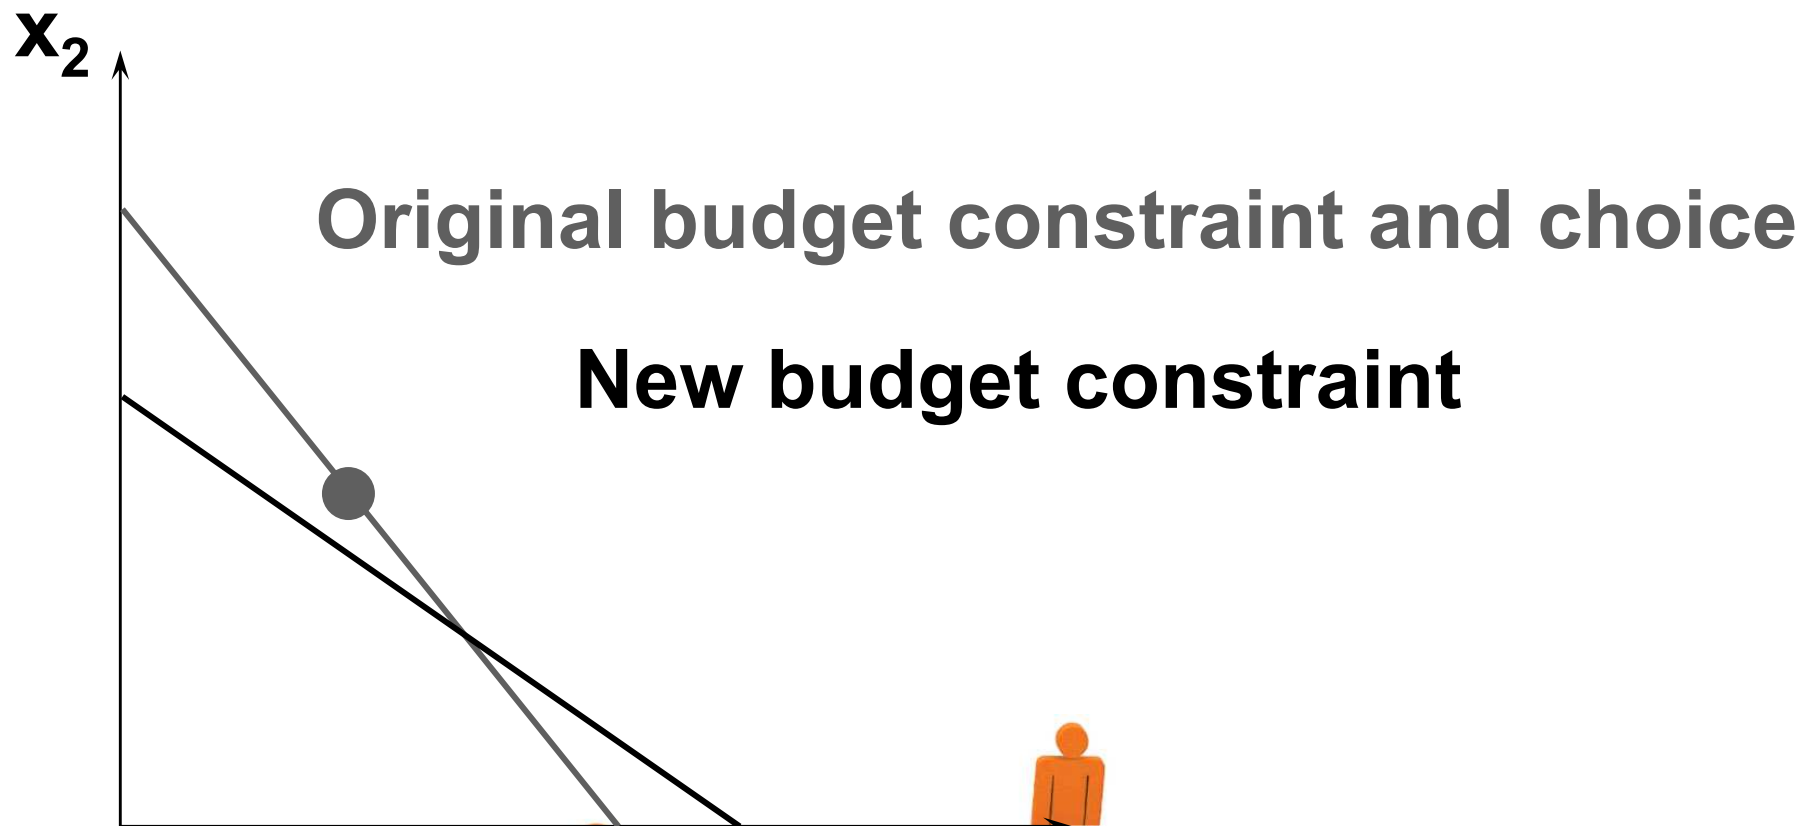 x₂
Original budget constraint and choice
New budget constraint